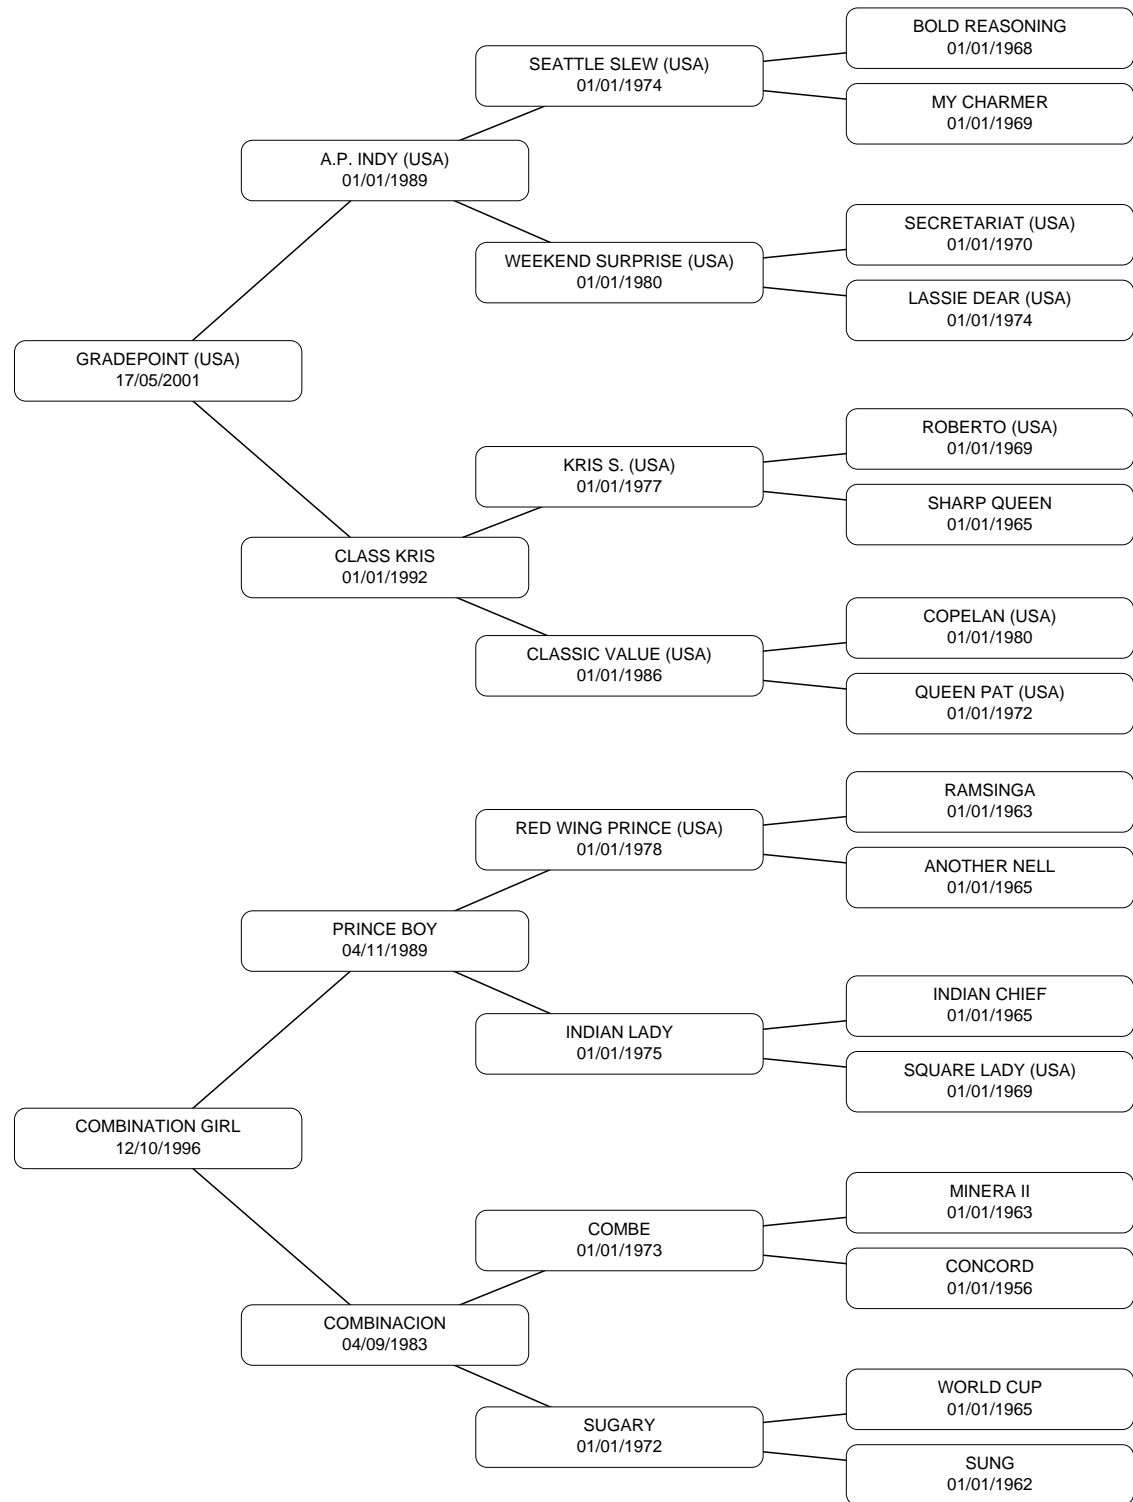 BOLD REASONING
01/01/1968
SEATTLE SLEW (USA)
01/01/1974
MY CHARMER
01/01/1969
A.P. INDY (USA)
01/01/1989
SECRETARIAT (USA)
01/01/1970
WEEKEND SURPRISE (USA)
01/01/1980
LASSIE DEAR (USA)
01/01/1974
GRADEPOINT (USA)
17/05/2001
ROBERTO (USA)
01/01/1969
KRIS S. (USA)
01/01/1977
SHARP QUEEN
01/01/1965
CLASS KRIS
01/01/1992
COPELAN (USA)
01/01/1980
CLASSIC VALUE (USA)
01/01/1986
QUEEN PAT (USA)
01/01/1972
RAMSINGA
01/01/1963
RED WING PRINCE (USA)
01/01/1978
ANOTHER NELL
01/01/1965
PRINCE BOY
04/11/1989
INDIAN CHIEF
01/01/1965
INDIAN LADY
01/01/1975
SQUARE LADY (USA)
01/01/1969
COMBINATION GIRL
12/10/1996
MINERA II
01/01/1963
COMBE
01/01/1973
CONCORD
01/01/1956
COMBINACION
04/09/1983
WORLD CUP
01/01/1965
SUGARY
01/01/1972
SUNG
01/01/1962